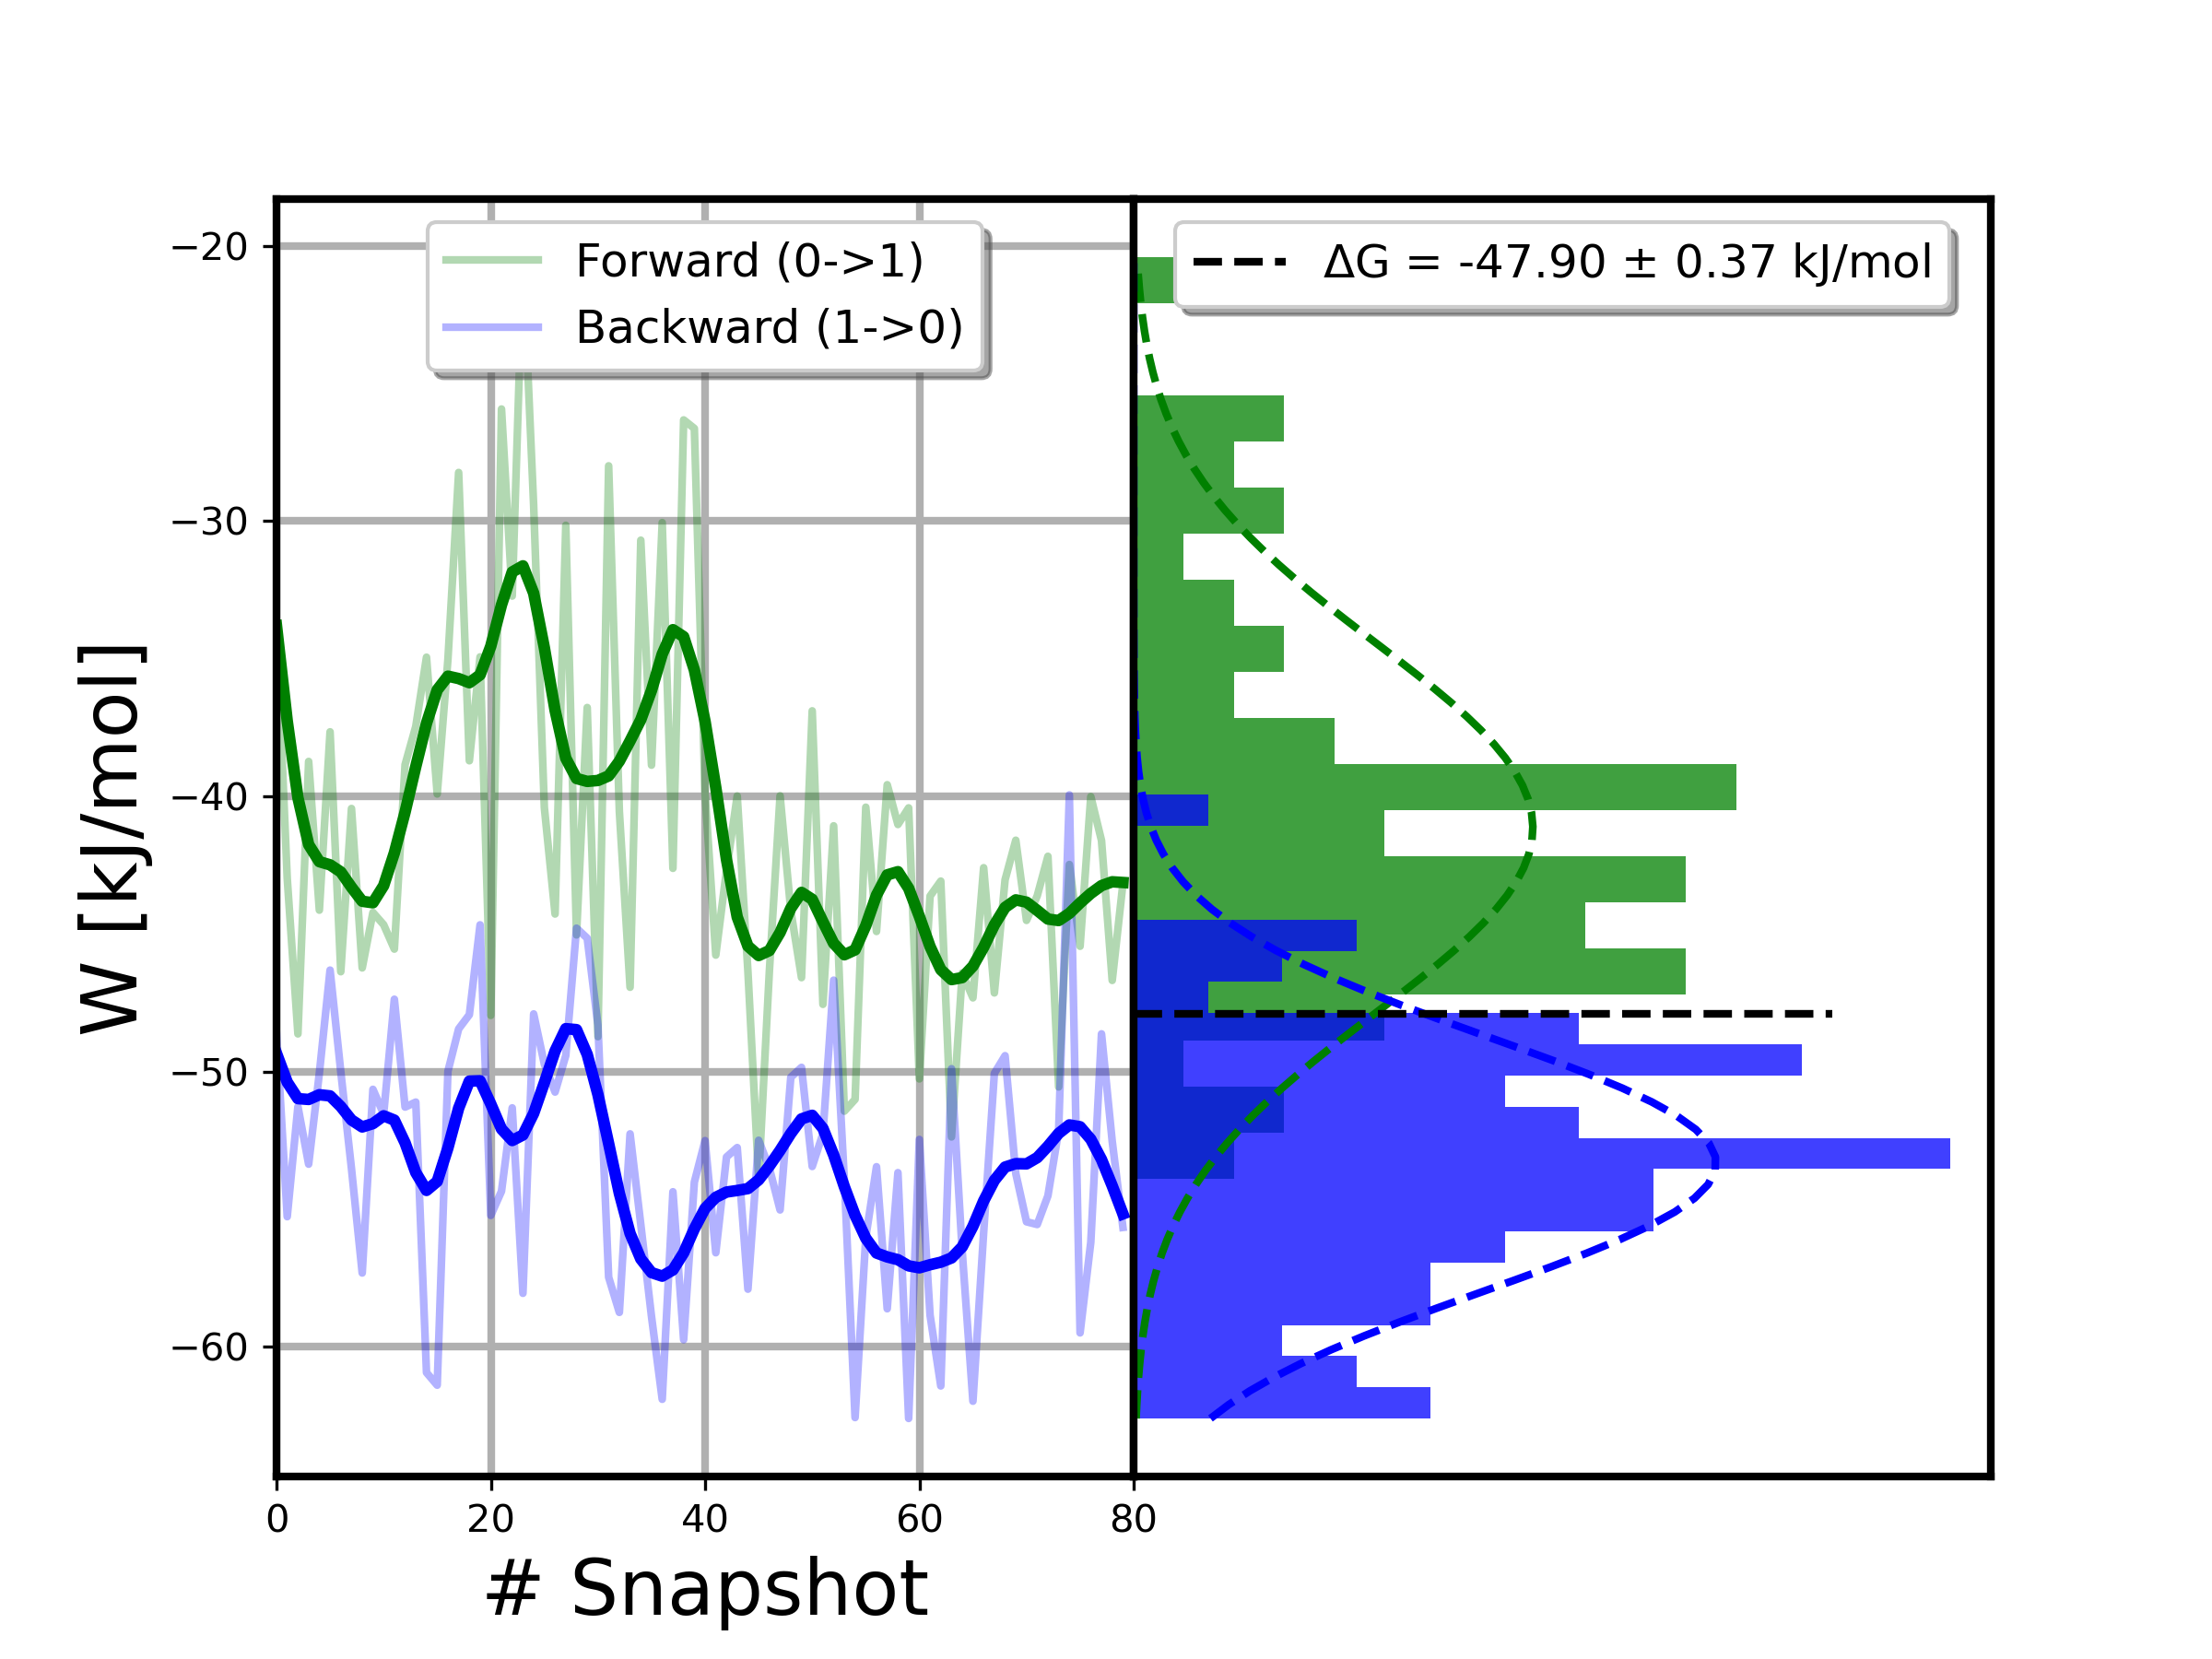 Forward (0->1)
Backward (1->0)
ΔG = -47.90 ± 0.37 kJ/mol
W [kJ/mol]
−20
−30
−40
−50
−60
0 20 40 60 80
# Snapshot